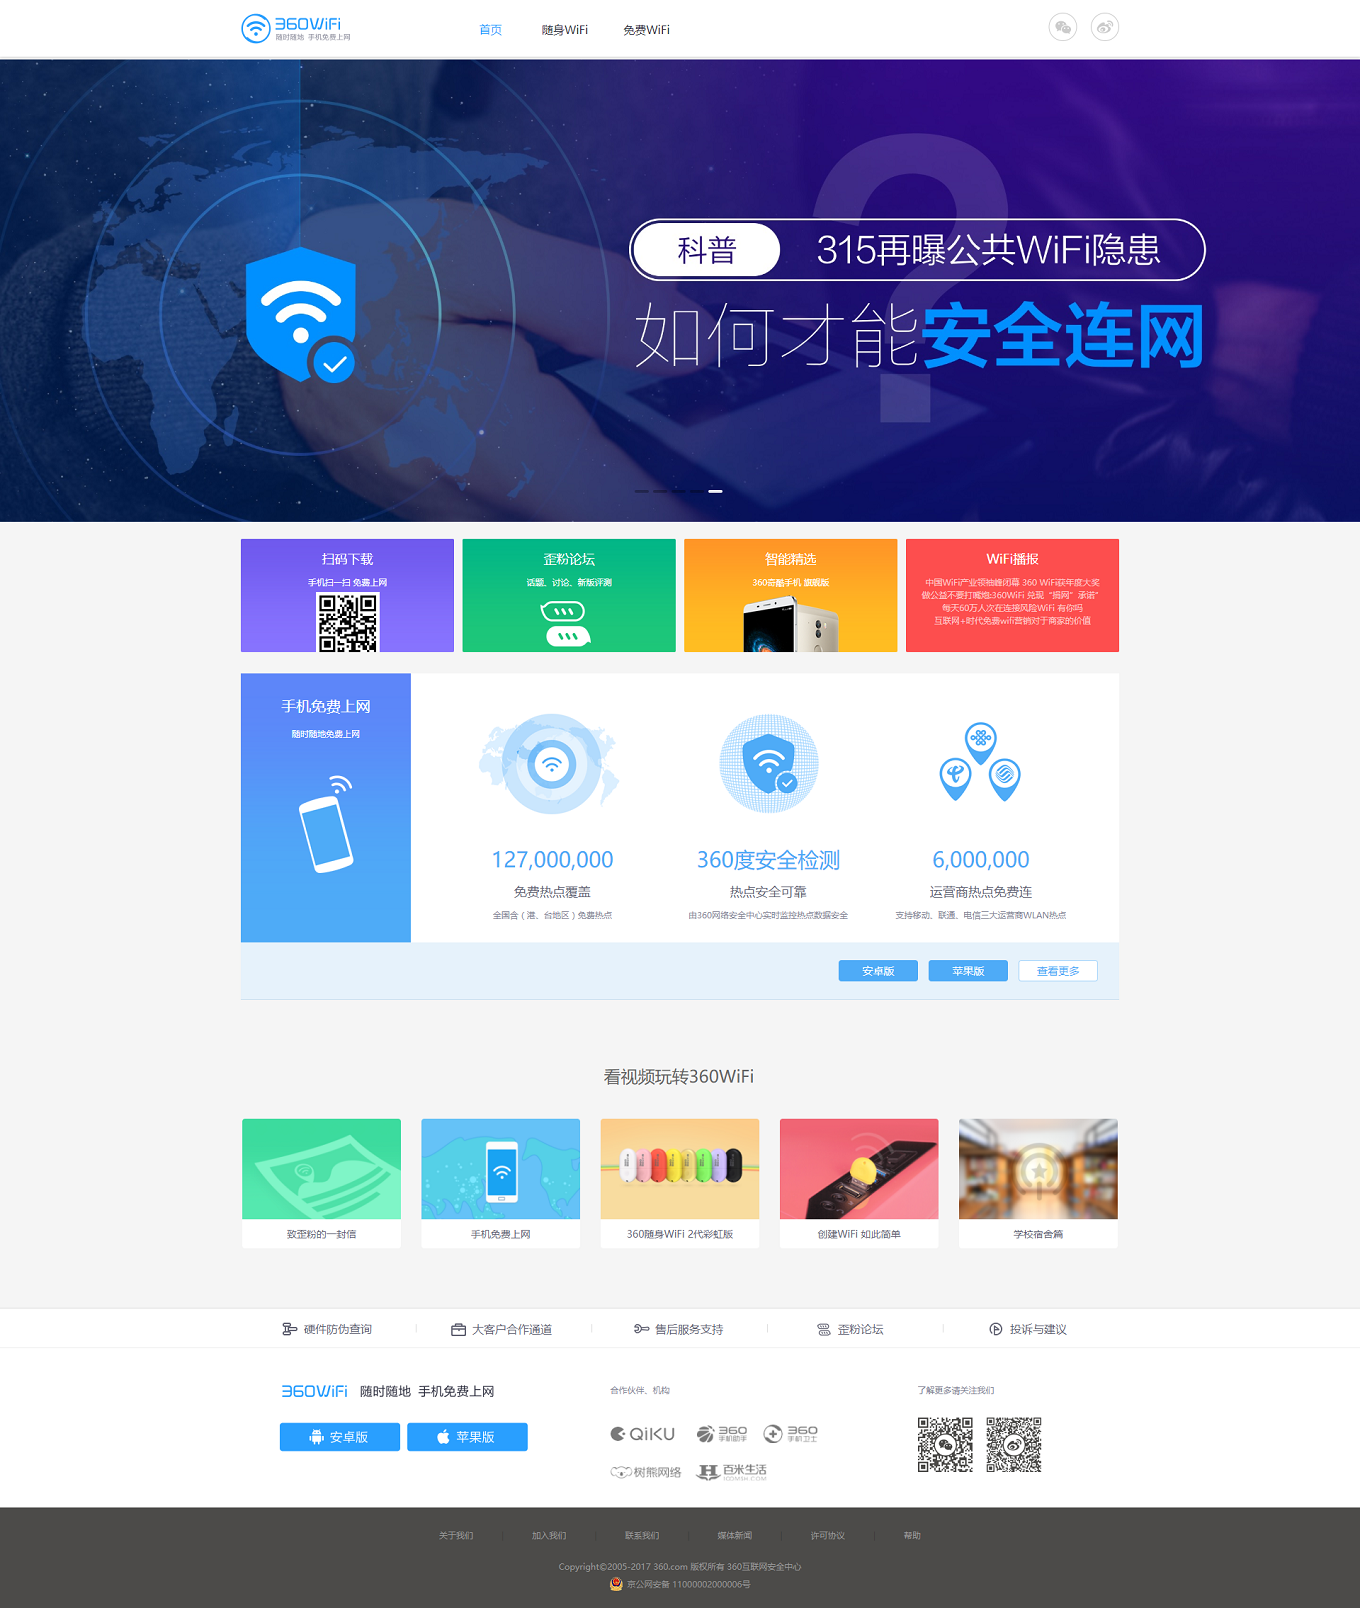 360WiFi
随时随地 手机免费上网
首页 随身WiFi 免费WiFi
科普 315再曝公共WiFi隐患
如何才能安全连网
扫码下载
手机扫一扫 免费上网
歪粉论坛
话题、讨论、新版评测
智能精选
360奇酷手机 旗舰版
WiFi播报
中国WiFi产业领袖峰闭幕 360 WiFi获年度大奖
做公益不要打嘴炮:360WiFi 兑现“捐网”承诺"
每天60万人次在连接风险WiFi 有你吗
互联网+时代免费wifi营销对于商家的价值
手机免费上网
随时随地免费上网
127,000,000
免费热点覆盖
全国含（港、台地区）免费热点
360度安全检测
热点安全可靠
由360网络安全中心实时监控热点数据安全
6,000,000
运营商热点免费连
支持移动、联通、电信三大运营商WLAN热点
安卓版 苹果版 查看更多
看视频玩转360WiFi
致歪粉的一封信
手机免费上网
360随身WiFi 2代彩虹版
创建WiFi 如此简单
学校宿舍篇
硬件防伪查询 大客户合作通道 售后服务支持 歪粉论坛 投诉与建议
360WiFi 随时随地 手机免费上网
安卓版 苹果版
合作伙伴、机构
QiKU 360手机助手 360手机卫士
树熊网络 百米生活
了解更多请关注我们
关于我们 加入我们 联系我们 媒体新闻 许可协议 帮助
Copyright©2005-2017 360.com 版权所有 360互联网安全中心
京公网安备 11000002000006号